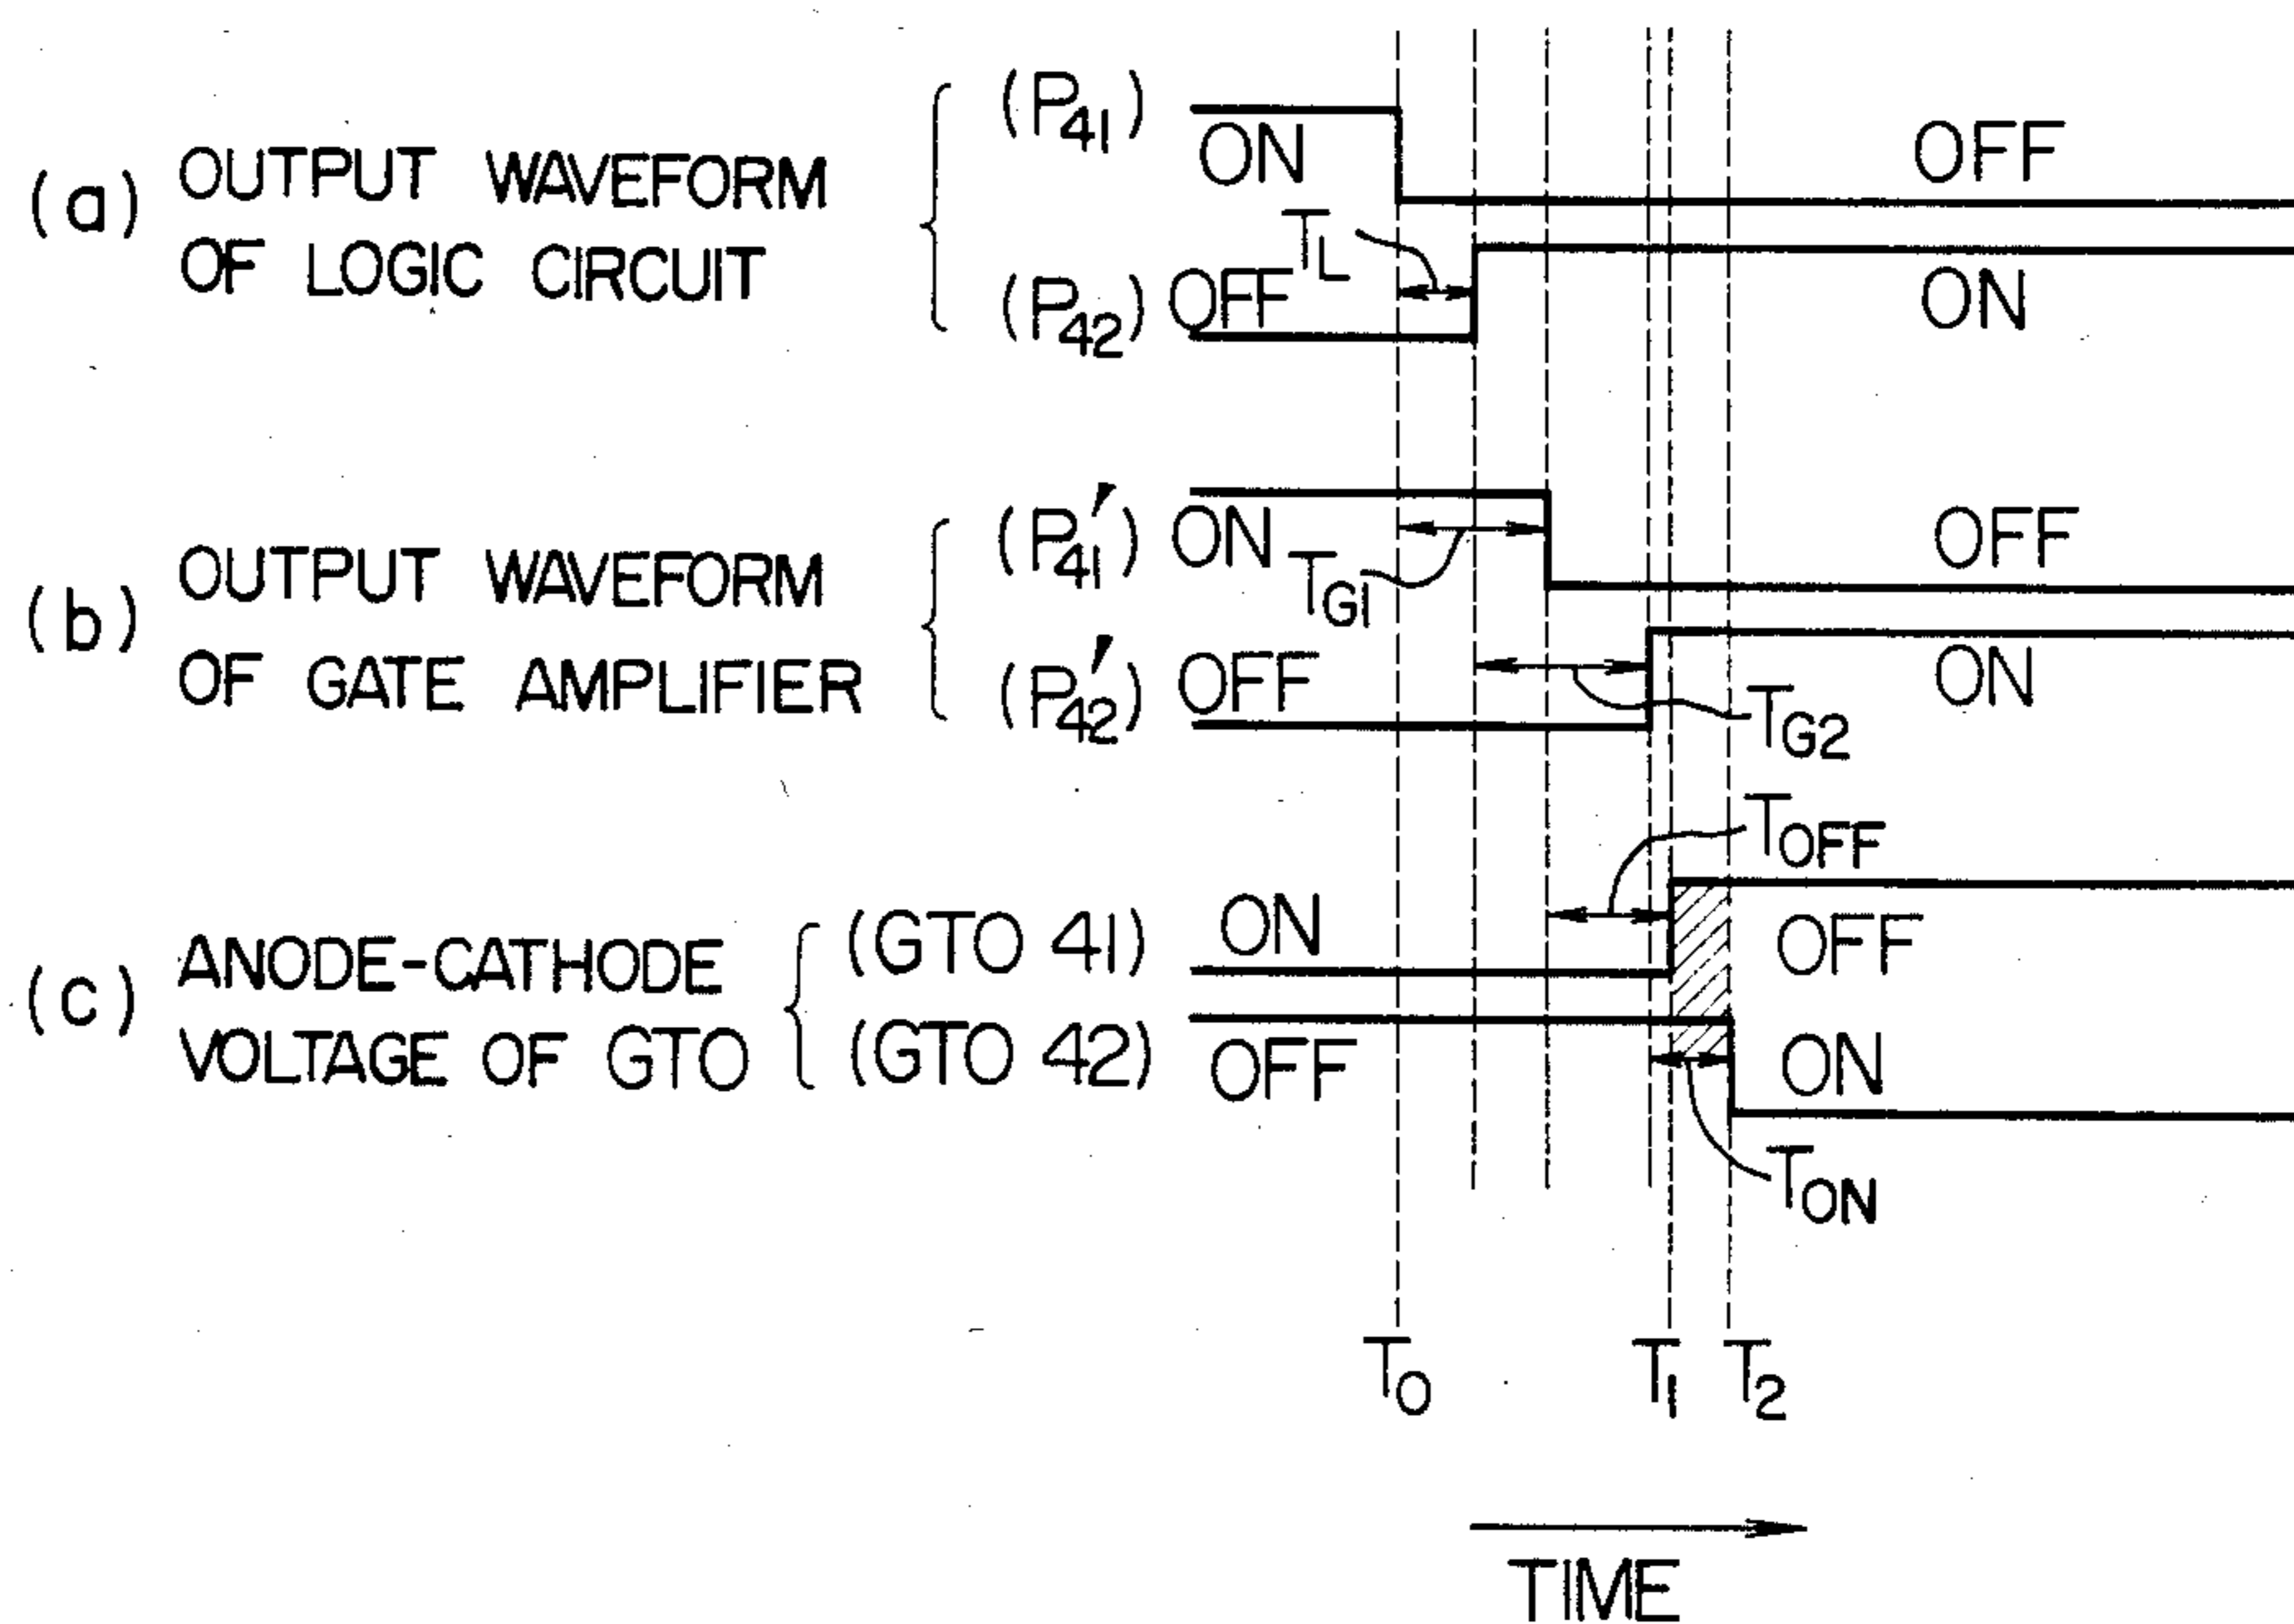 (a) OUTPUT WAVEFORM
OF LOGIC CIRCUIT
(P41) ON OFF
TL
(P42) OFF ON
(b) OUTPUT WAVEFORM
OF GATE AMPLIFIER
(P41') ON OFF
TG1
(P42') OFF ON
TG2
TOFF
(c) ANODE-CATHODE
VOLTAGE OF GTO
(GTO 41) ON OFF
(GTO 42) OFF ON
TON
T0 T1 T2
TIME